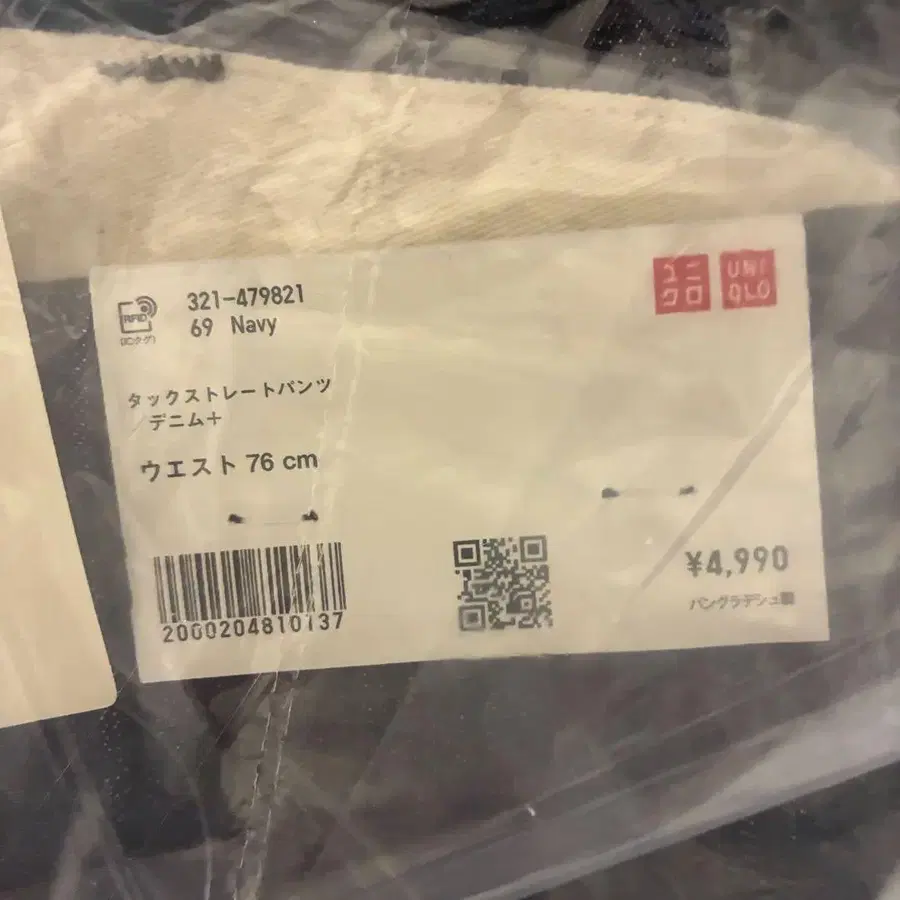 321-479821
69 Navy
RFID
(ICタグ)
ユニ
クロ
UNI
QLO
タックストレートパンツ
デニム＋
ウエスト 76 cm
2000204810137
¥4,990
バングラデシュ製